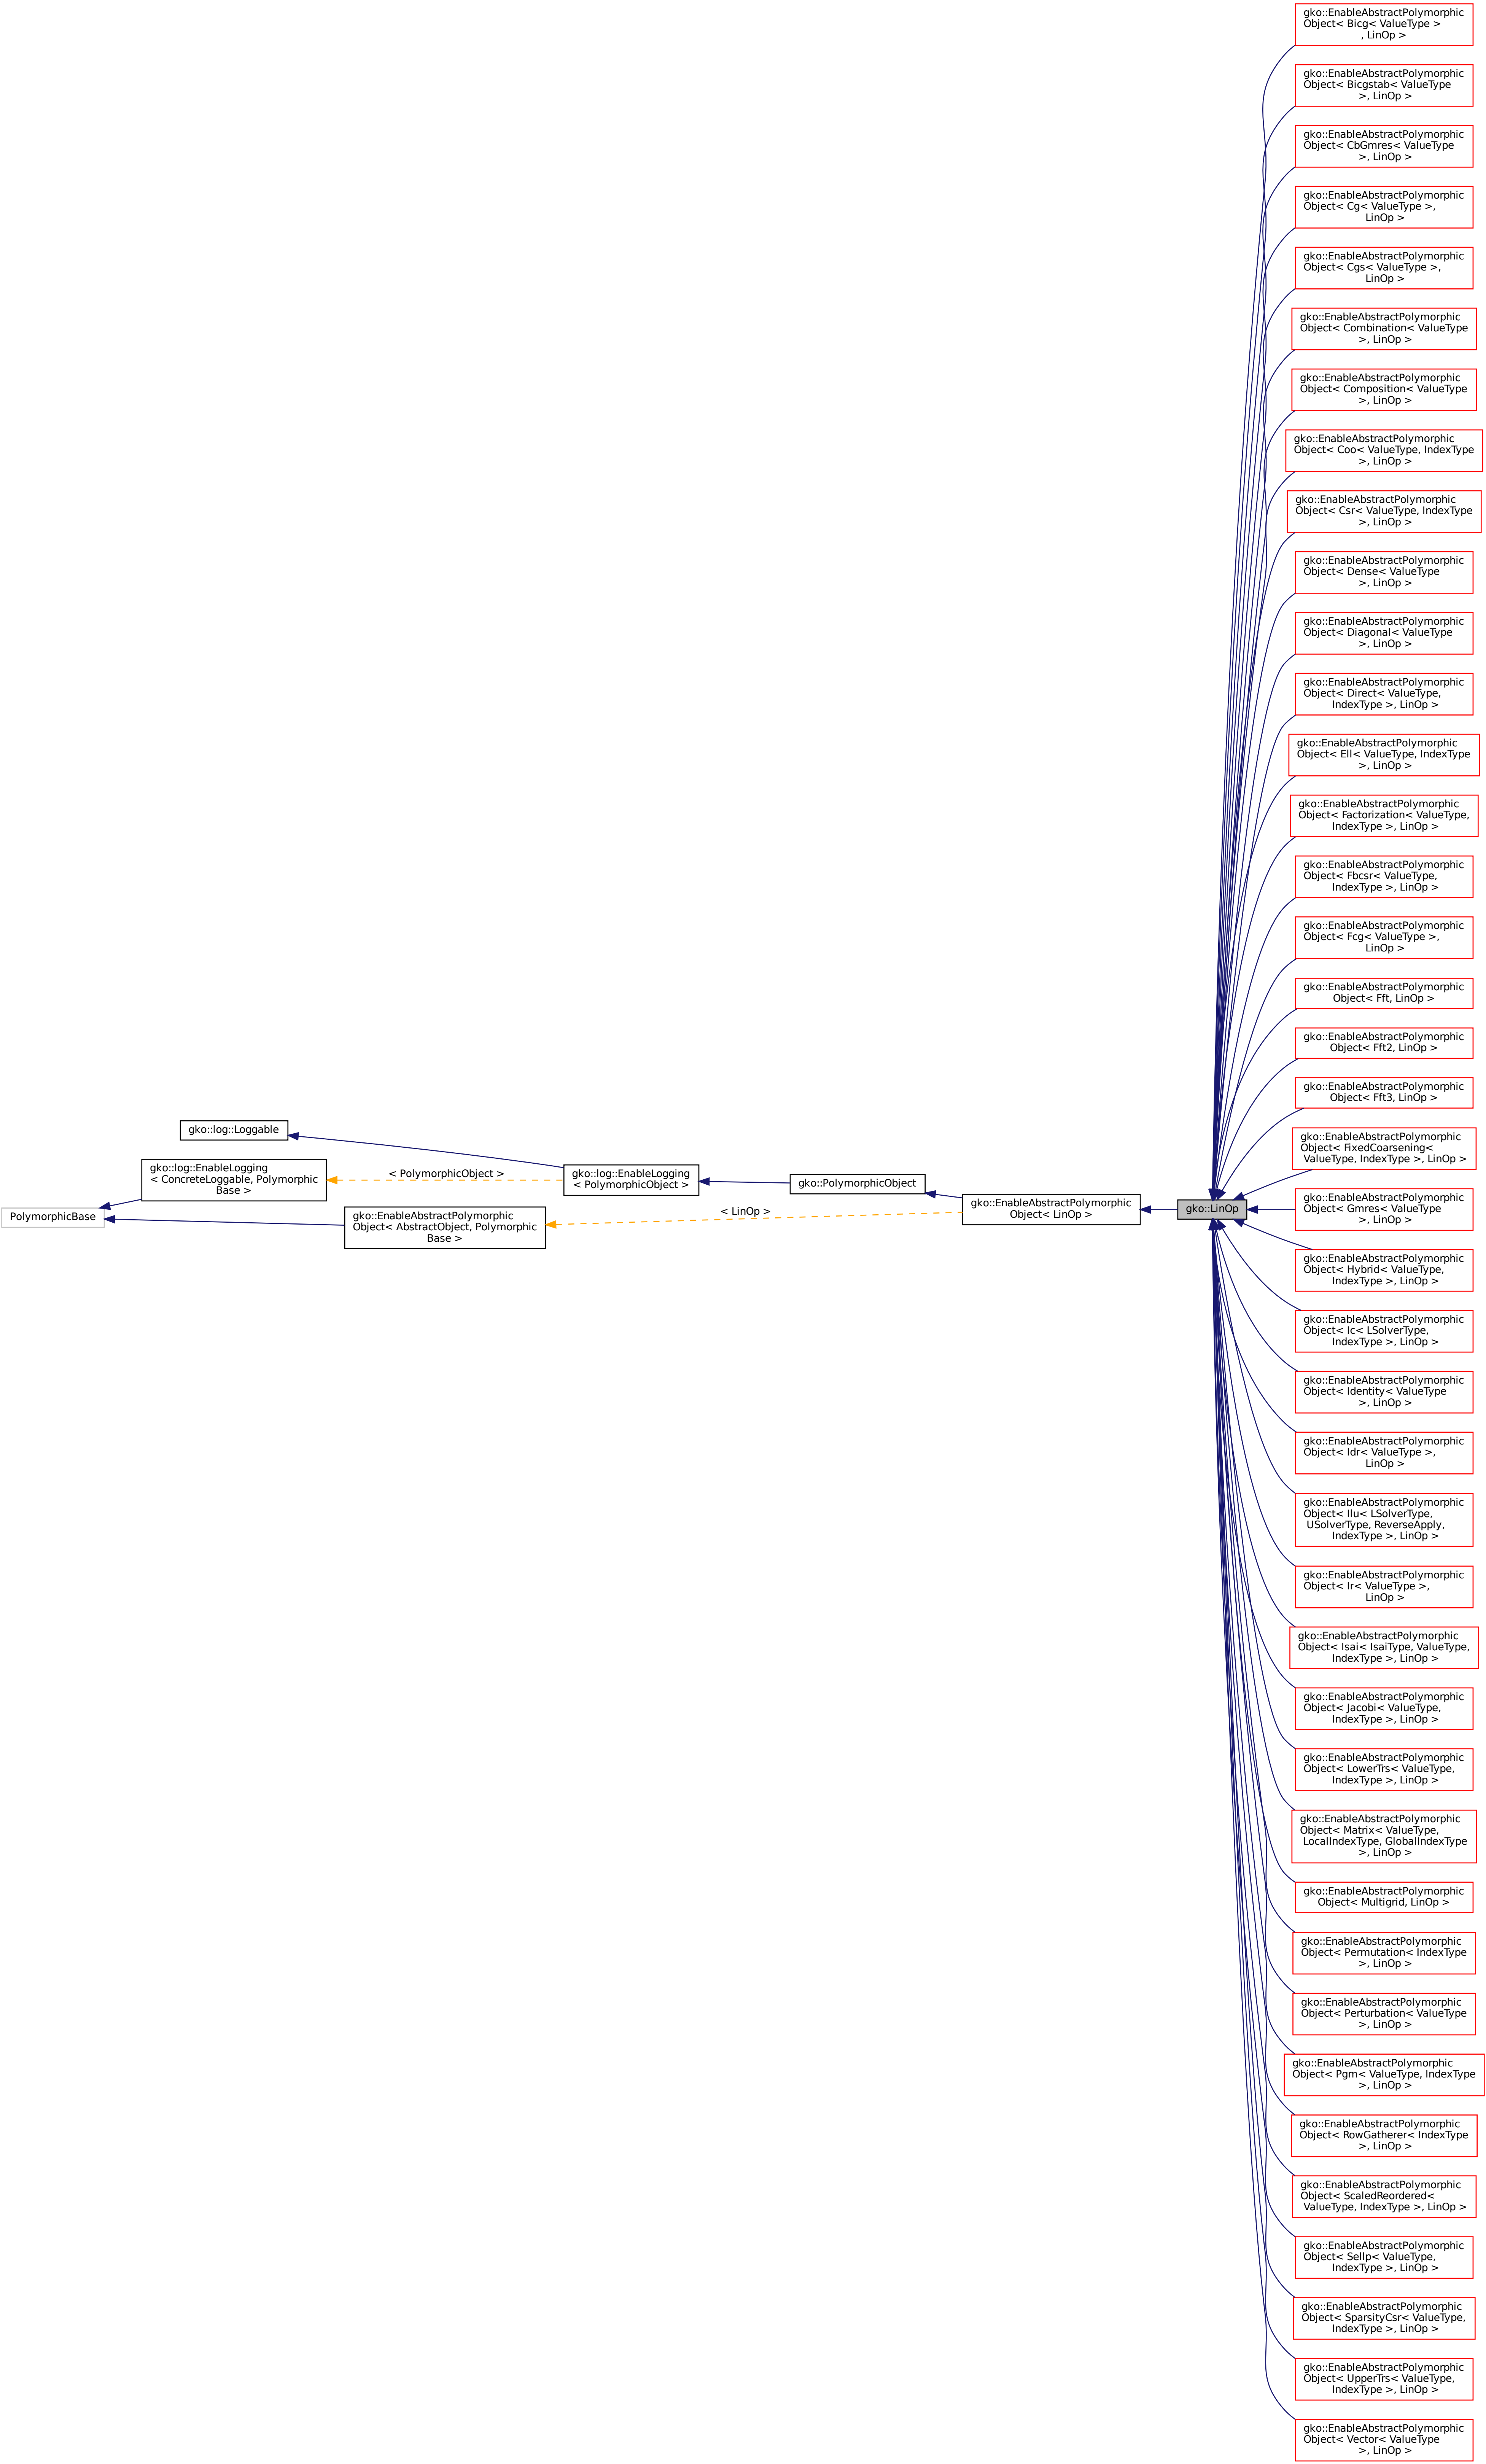 gko::EnableAbstractPolymorphic
Object< Bicg< ValueType >
, LinOp >
gko::EnableAbstractPolymorphic
Object< Bicgstab< ValueType
>, LinOp >
gko::EnableAbstractPolymorphic
Object< CbGmres< ValueType
>, LinOp >
gko::EnableAbstractPolymorphic
Object< Cg< ValueType >,
LinOp >
gko::EnableAbstractPolymorphic
Object< Cgs< ValueType >,
LinOp >
gko::EnableAbstractPolymorphic
Object< Combination< ValueType
>, LinOp >
gko::EnableAbstractPolymorphic
Object< Composition< ValueType
>, LinOp >
gko::EnableAbstractPolymorphic
Object< Coo< ValueType, IndexType
>, LinOp >
gko::EnableAbstractPolymorphic
Object< Csr< ValueType, IndexType
>, LinOp >
gko::EnableAbstractPolymorphic
Object< Dense< ValueType
>, LinOp >
gko::EnableAbstractPolymorphic
Object< Diagonal< ValueType
>, LinOp >
gko::EnableAbstractPolymorphic
Object< Direct< ValueType,
IndexType >, LinOp >
gko::EnableAbstractPolymorphic
Object< Ell< ValueType, IndexType
>, LinOp >
gko::EnableAbstractPolymorphic
Object< Factorization< ValueType,
IndexType >, LinOp >
gko::EnableAbstractPolymorphic
Object< Fbcsr< ValueType,
IndexType >, LinOp >
gko::EnableAbstractPolymorphic
Object< Fcg< ValueType >,
LinOp >
gko::EnableAbstractPolymorphic
Object< Fft, LinOp >
gko::EnableAbstractPolymorphic
Object< Fft2, LinOp >
gko::EnableAbstractPolymorphic
Object< Fft3, LinOp >
gko::log::Loggable
gko::log::EnableLogging
< ConcreteLoggable, Polymorphic
Base >
< PolymorphicObject >
gko::log::EnableLogging
< PolymorphicObject >
gko::PolymorphicObject
PolymorphicBase
gko::EnableAbstractPolymorphic
Object< AbstractObject, Polymorphic
Base >
< LinOp >
gko::EnableAbstractPolymorphic
Object< LinOp >
gko::LinOp
gko::EnableAbstractPolymorphic
Object< FixedCoarsening<
ValueType, IndexType >, LinOp >
gko::EnableAbstractPolymorphic
Object< Gmres< ValueType
>, LinOp >
gko::EnableAbstractPolymorphic
Object< Hybrid< ValueType,
IndexType >, LinOp >
gko::EnableAbstractPolymorphic
Object< Ic< LSolverType,
IndexType >, LinOp >
gko::EnableAbstractPolymorphic
Object< Identity< ValueType
>, LinOp >
gko::EnableAbstractPolymorphic
Object< Idr< ValueType >,
LinOp >
gko::EnableAbstractPolymorphic
Object< Ilu< LSolverType,
USolverType, ReverseApply,
IndexType >, LinOp >
gko::EnableAbstractPolymorphic
Object< Ir< ValueType >,
LinOp >
gko::EnableAbstractPolymorphic
Object< Isai< IsaiType, ValueType,
IndexType >, LinOp >
gko::EnableAbstractPolymorphic
Object< Jacobi< ValueType,
IndexType >, LinOp >
gko::EnableAbstractPolymorphic
Object< LowerTrs< ValueType,
IndexType >, LinOp >
gko::EnableAbstractPolymorphic
Object< Matrix< ValueType,
LocalIndexType, GlobalIndexType
>, LinOp >
gko::EnableAbstractPolymorphic
Object< Multigrid, LinOp >
gko::EnableAbstractPolymorphic
Object< Permutation< IndexType
>, LinOp >
gko::EnableAbstractPolymorphic
Object< Perturbation< ValueType
>, LinOp >
gko::EnableAbstractPolymorphic
Object< Pgm< ValueType, IndexType
>, LinOp >
gko::EnableAbstractPolymorphic
Object< RowGatherer< IndexType
>, LinOp >
gko::EnableAbstractPolymorphic
Object< ScaledReordered<
ValueType, IndexType >, LinOp >
gko::EnableAbstractPolymorphic
Object< Sellp< ValueType,
IndexType >, LinOp >
gko::EnableAbstractPolymorphic
Object< SparsityCsr< ValueType,
IndexType >, LinOp >
gko::EnableAbstractPolymorphic
Object< UpperTrs< ValueType,
IndexType >, LinOp >
gko::EnableAbstractPolymorphic
Object< Vector< ValueType
>, LinOp >